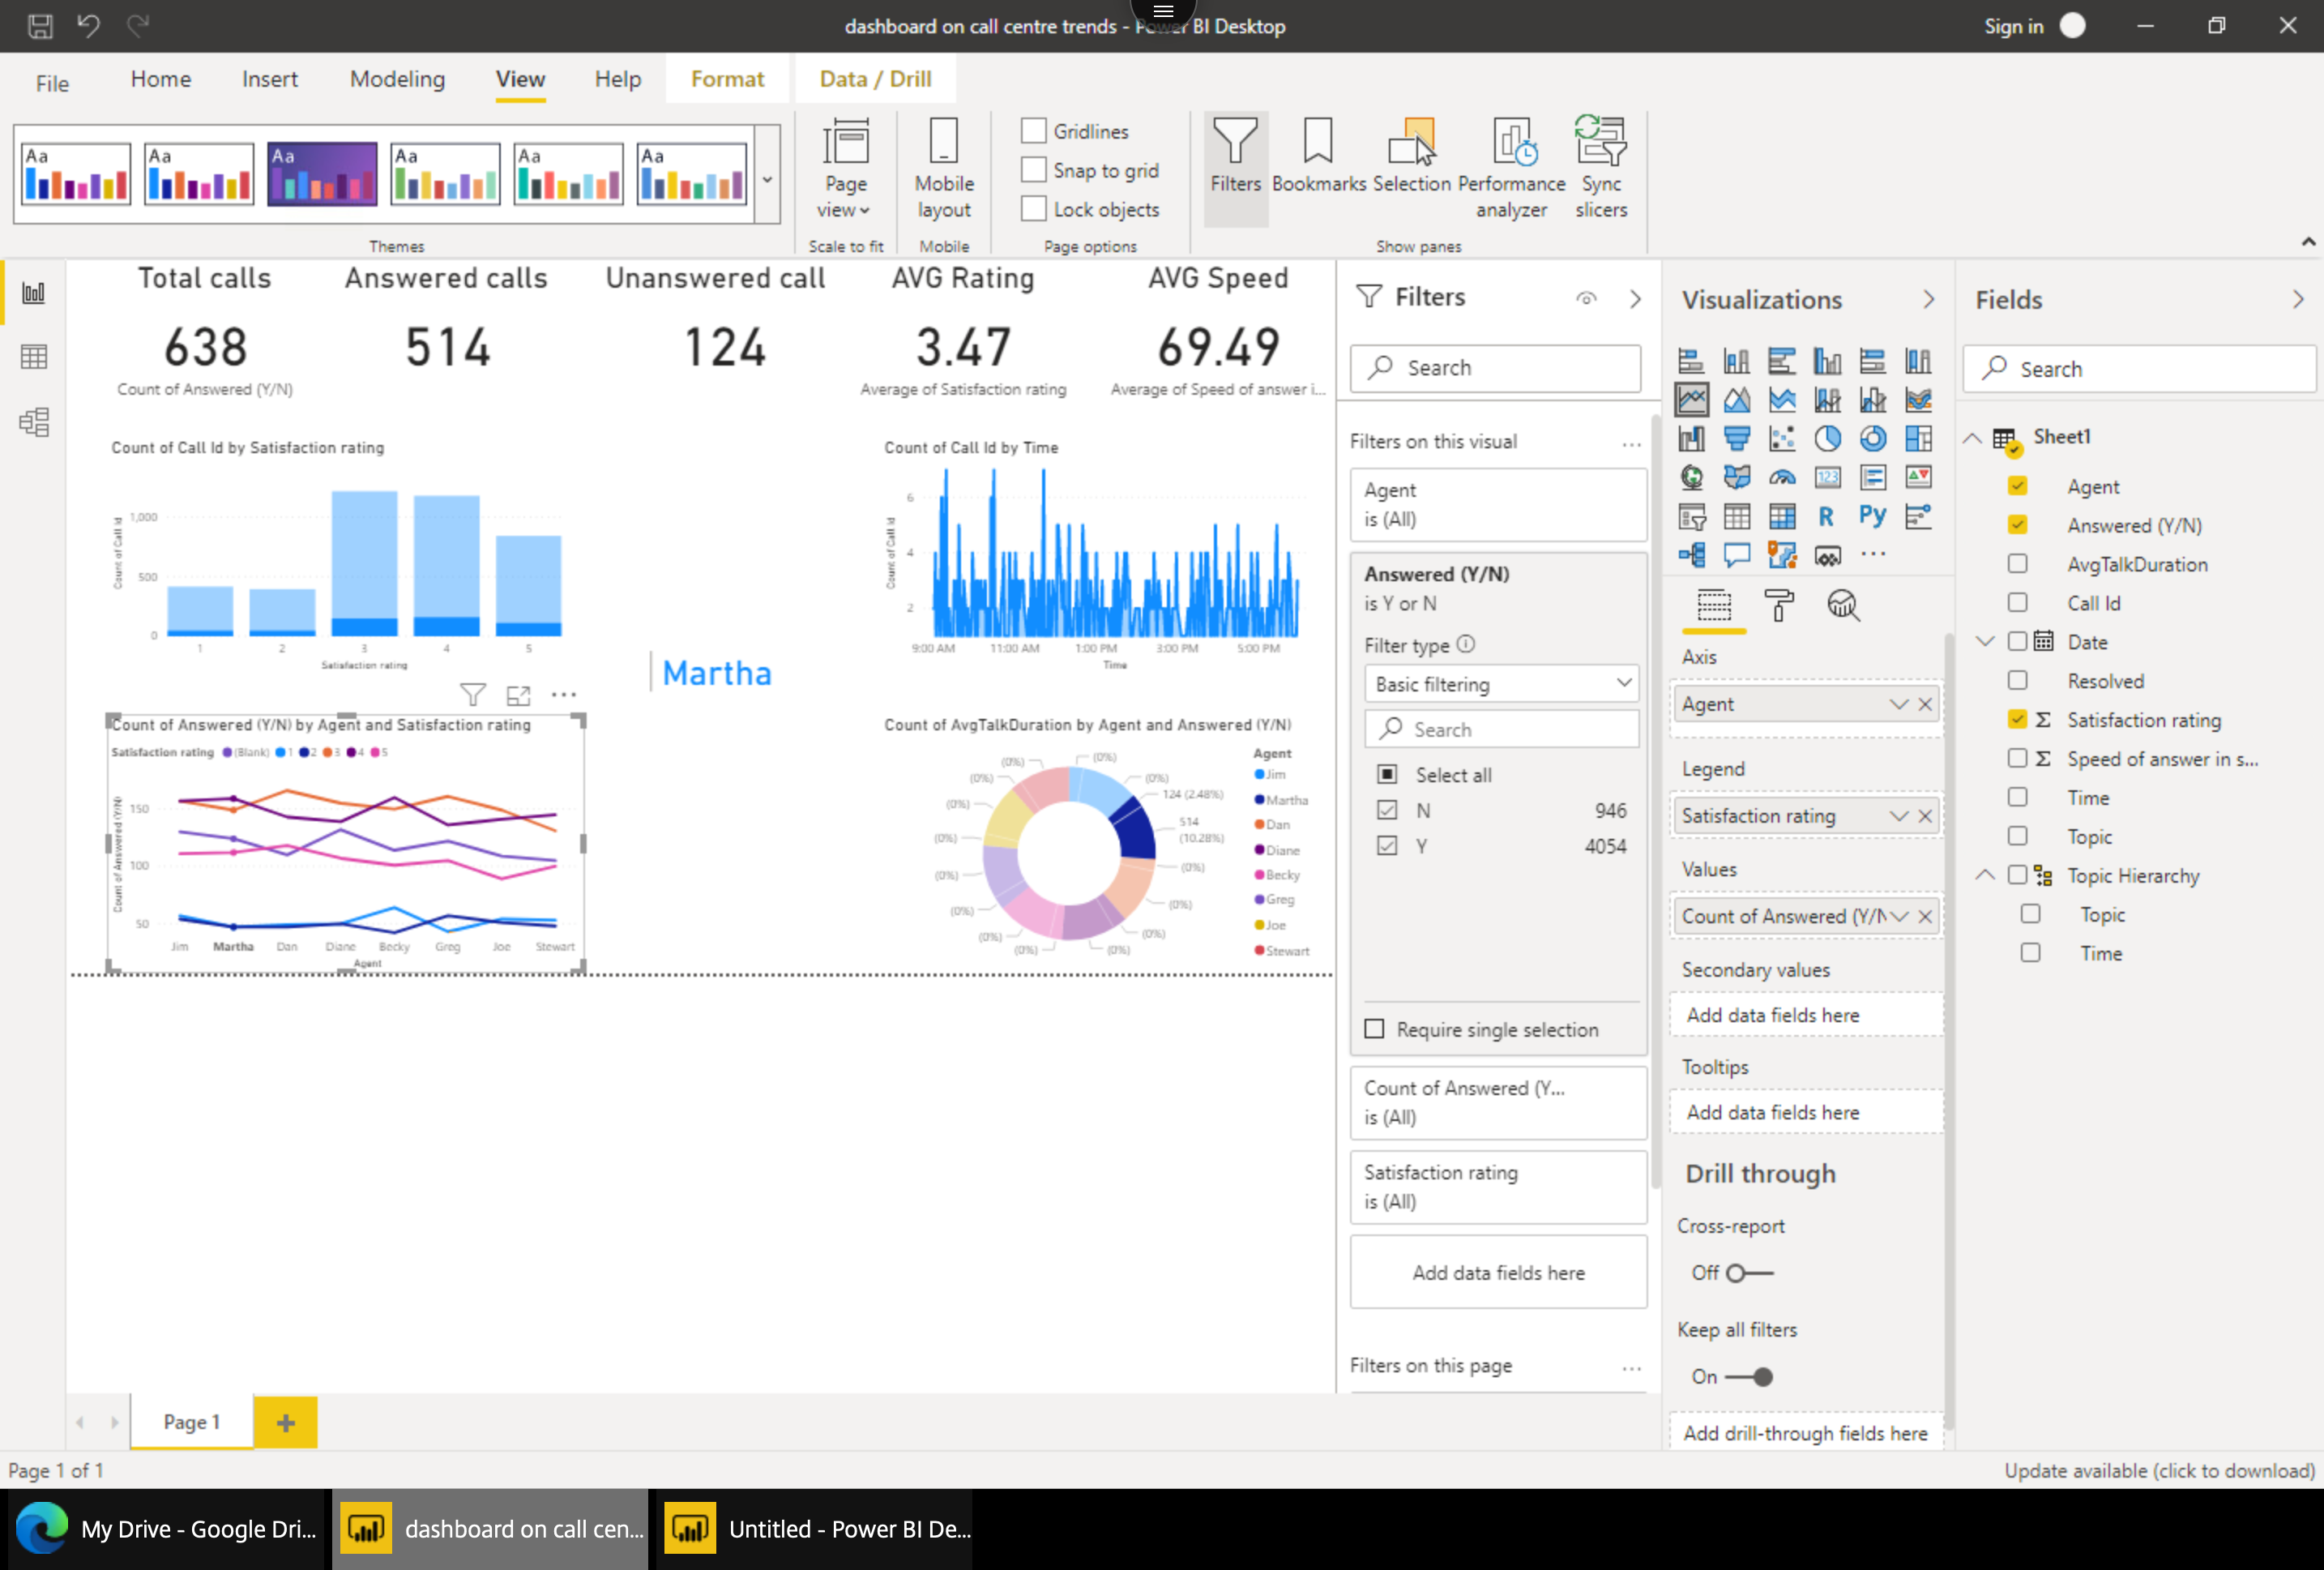 dashboard on call centre trends - Power BI Desktop
Sign in
File
Home
Insert
Modeling
View
Help
Format
Data / Drill
Aa
Aa
Aa
Aa
Aa
Aa
Themes
Page view
Scale to fit
Mobile layout
Mobile
Gridlines
Snap to grid
Lock objects
Page options
Filters
Bookmarks
Selection
Performance analyzer
Sync slicers
Show panes
Total calls
638
Count of Answered (Y/N)
Answered calls
514
Unanswered call
124
AVG Rating
3.47
Average of Satisfaction rating
AVG Speed
69.49
Average of Speed of answer i...
Count of Call Id by Satisfaction rating
Count of Call Id
1,000
500
0
1
2
3
4
5
Satisfaction rating
Martha
Count of Call Id by Time
Count of Call Id
6
4
2
9:00 AM
11:00 AM
1:00 PM
3:00 PM
5:00 PM
Time
Count of Answered (Y/N) by Agent and Satisfaction rating
Satisfaction rating (Blank) 1 2 3 4 5
Count of Answered (Y/N)
150
100
50
Jim
Martha
Dan
Diane
Becky
Greg
Joe
Stewart
Agent
Count of AvgTalkDuration by Agent and Answered (Y/N)
(0%)
(0%)
124 (2.48%)
514
(10.28%)
(0%)
(0%)
(0%)
(0%)
(0%)
(0%)
(0%)
(0%)
(0%)
(0%)
(0%)
(0%)
Agent
Jim
Martha
Dan
Diane
Becky
Greg
Joe
Stewart
Filters
Search
Filters on this visual
...
Agent
is (All)
Answered (Y/N)
is Y or N
Filter type
Basic filtering
Search
Select all
N 946
Y 4054
Require single selection
Count of Answered (Y...
is (All)
Satisfaction rating
is (All)
Add data fields here
Filters on this page
...
Visualizations
123
R
Py
...
Axis
Agent
Legend
Satisfaction rating
Values
Count of Answered (Y/N
Secondary values
Add data fields here
Tooltips
Add data fields here
Drill through
Cross-report
Off
Keep all filters
On
Add drill-through fields here
Fields
Search
Sheet1
Agent
Answered (Y/N)
AvgTalkDuration
Call Id
Date
Resolved
Σ Satisfaction rating
Σ Speed of answer in s...
Time
Topic
Topic Hierarchy
Topic
Time
Page 1
+
Page 1 of 1
Update available (click to download)
My Drive - Google Dri...
dashboard on call cen...
Untitled - Power BI De...